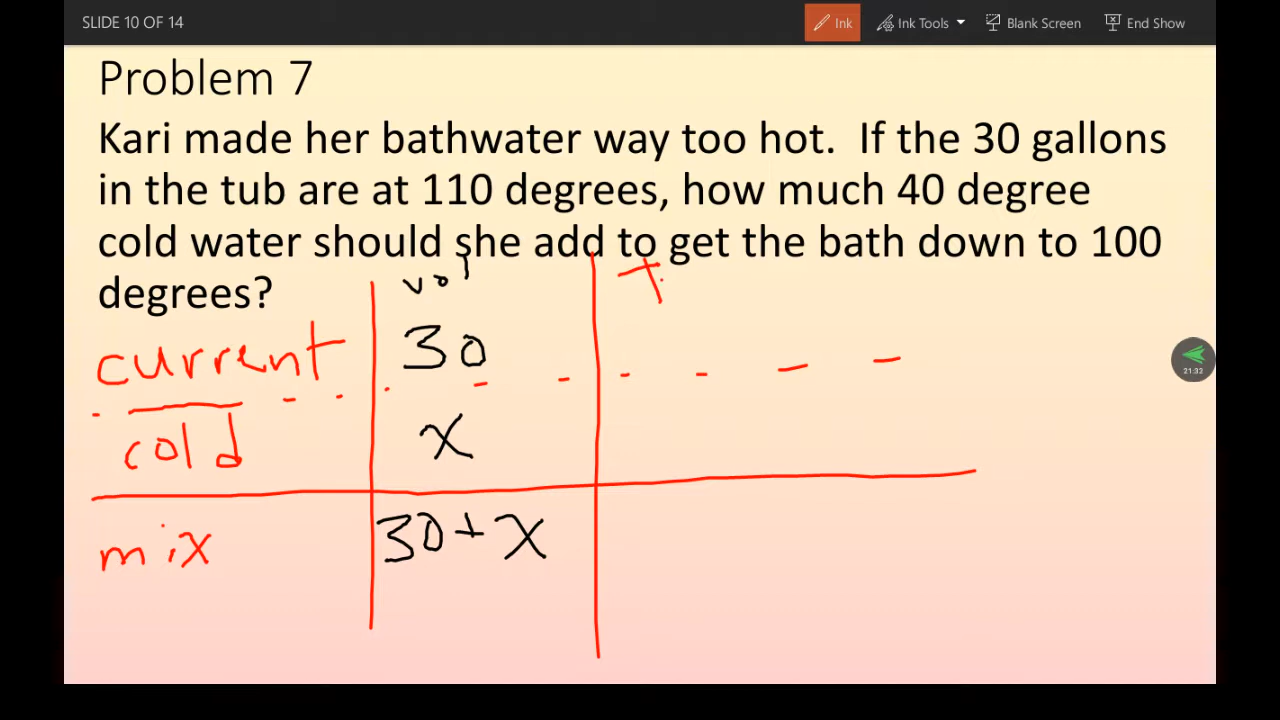 SLIDE 10 OF 14 Ink Ink Tools Blank Screen End Show
Problem 7
Kari made her bathwater way too hot. If the 30 gallons
in the tub are at 110 degrees, how much 40 degree
cold water should she add to get the bath down to 100
degrees?
vol
current 30
cold x
mix 30+x
21:32